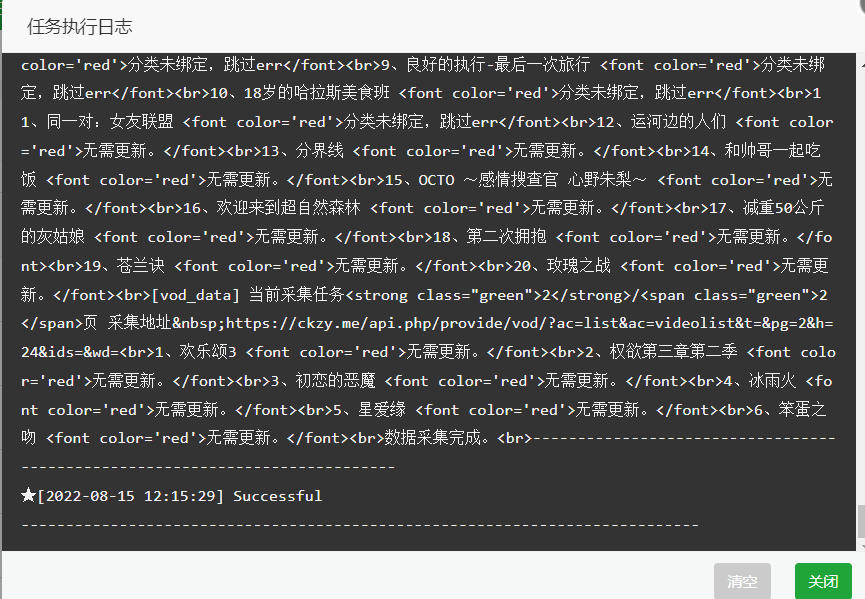 任务执行日志
color='red'>分类未绑定，跳过err</font><br>9、良好的执行-最后一次旅行 <font color='red'>分类未绑
定，跳过err</font><br>10、18岁的哈拉斯美食班 <font color='red'>分类未绑定，跳过err</font><br>1
1、同一对：女友联盟 <font color='red'>分类未绑定，跳过err</font><br>12、运河边的人们 <font color
='red'>无需更新。</font><br>13、分界线 <font color='red'>无需更新。</font><br>14、和帅哥一起吃
饭 <font color='red'>无需更新。</font><br>15、OCTO ～感情搜查官 心野朱梨～ <font color='red'>无
需更新。</font><br>16、欢迎来到超自然森林 <font color='red'>无需更新。</font><br>17、减重50公斤
的灰姑娘 <font color='red'>无需更新。</font><br>18、第二次拥抱 <font color='red'>无需更新。</fo
nt><br>19、苍兰诀 <font color='red'>无需更新。</font><br>20、玫瑰之战 <font color='red'>无需更
新。</font><br>[vod_data] 当前采集任务<strong class="green">2</strong>/<span class="green">2
</span>页 采集地址&nbsp;https://ckzy.me/api.php/provide/vod/?ac=list&ac=videolist&t=&pg=2&h=
24&ids=&wd=<br>1、欢乐颂3 <font color='red'>无需更新。</font><br>2、权欲第三章第二季 <font colo
r='red'>无需更新。</font><br>3、初恋的恶魔 <font color='red'>无需更新。</font><br>4、冰雨火 <fo
nt color='red'>无需更新。</font><br>5、星爱缘 <font color='red'>无需更新。</font><br>6、笨蛋之
吻 <font color='red'>无需更新。</font><br>数据采集完成。<br>----------------------------------
------------------------------------------
★[2022-08-15 12:15:29] Successful
----------------------------------------------------------------------------
清空 关闭